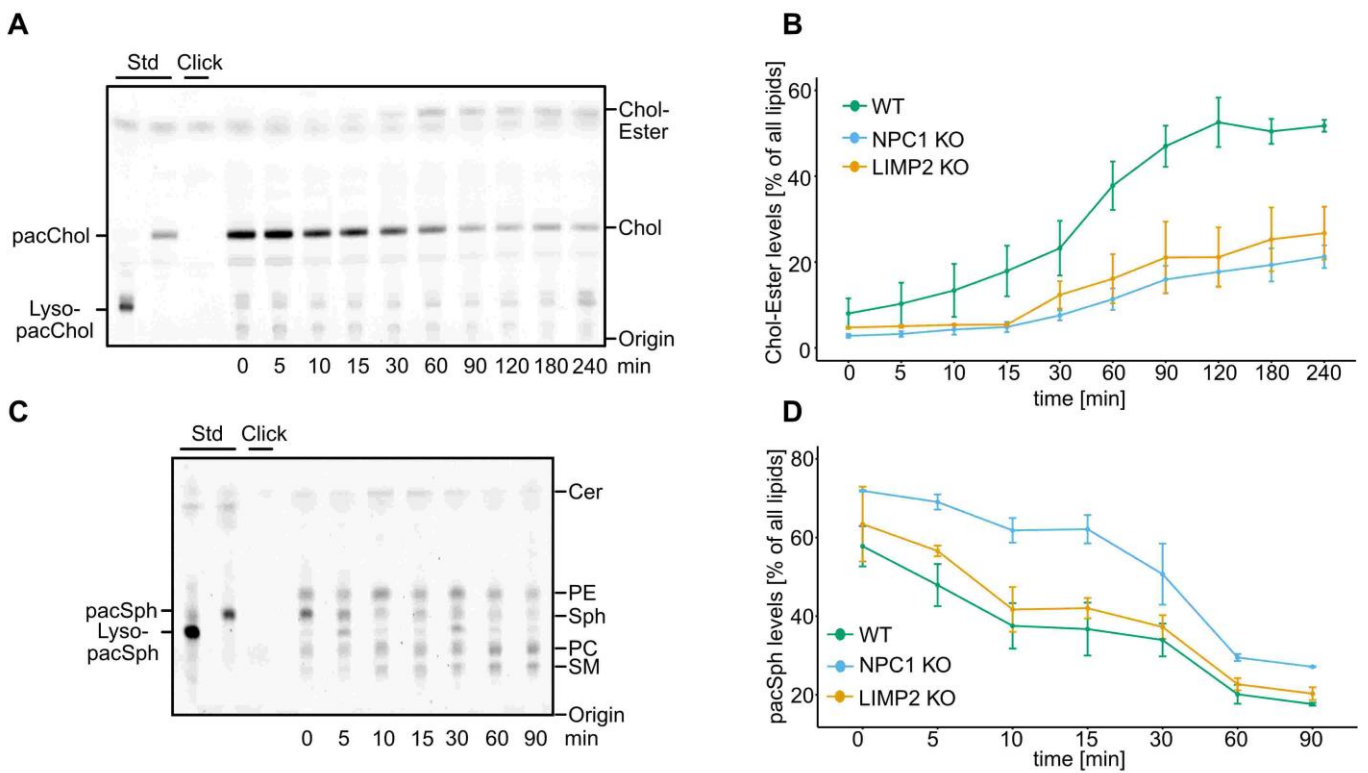 A
Std Click
Chol-
Ester
pacChol
Chol
Lyso-
pacChol
Origin
0 5 10 15 30 60 90 120 180 240 min
B
Chol-Ester levels [% of all lipids]
60
40
20
0
WT
NPC1 KO
LIMP2 KO
0 5 10 15 30 60 90 120 180 240
time [min]
C
Std Click
Cer
PE
pacSph
Sph
Lyso-
pacSph
PC
SM
Origin
0 5 10 15 30 60 90 min
D
pacSph levels [% of all lipids]
80
60
40
20
WT
NPC1 KO
LIMP2 KO
0 5 10 15 30 60 90
time [min]